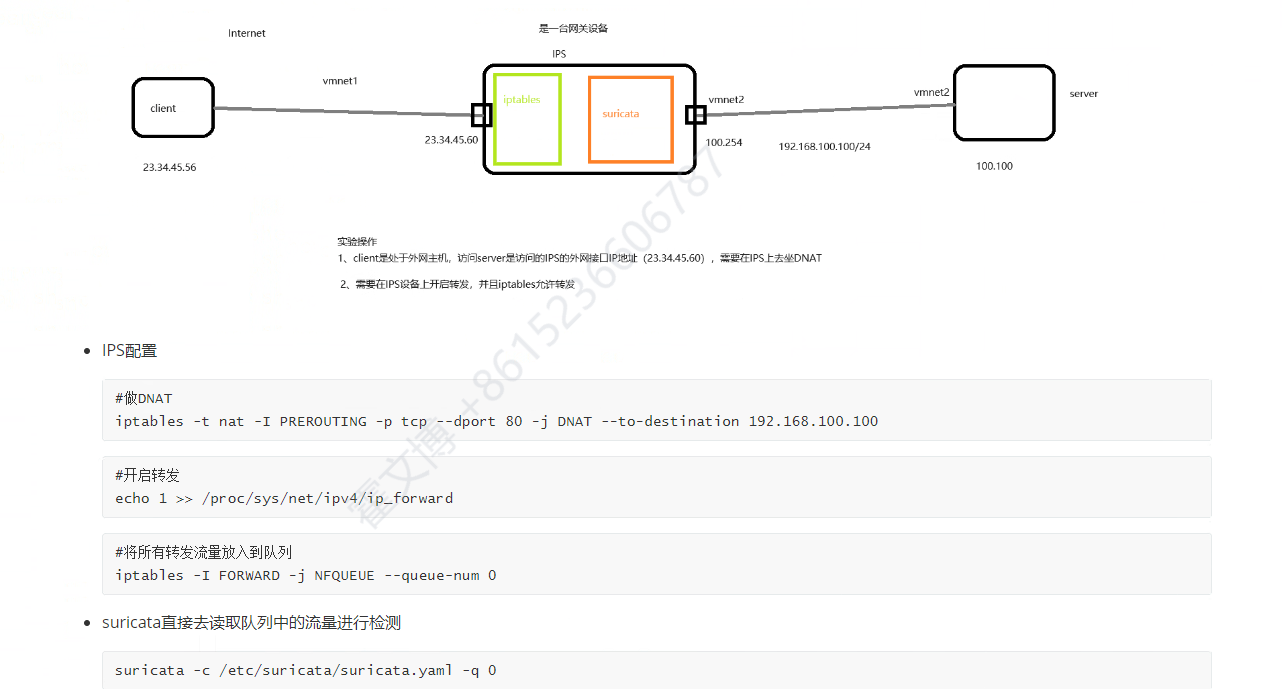 Internet
是一台网关设备
IPS
vmnet1
client
iptables
suricata
vmnet2
vmnet2
server
23.34.45.60
100.254
192.168.100.100/24
23.34.45.56
100.100
实验操作
1、client是处于外网主机，访问server是访问的IPS的外网接口IP地址（23.34.45.60），需要在IPS上去坐DNAT
2、需要在IPS设备上开启转发，并且iptables允许转发
霍文博 +8615236606787
IPS配置
#做DNAT
iptables -t nat -I PREROUTING -p tcp --dport 80 -j DNAT --to-destination 192.168.100.100
#开启转发
echo 1 >> /proc/sys/net/ipv4/ip_forward
#将所有转发流量放入到队列
iptables -I FORWARD -j NFQUEUE --queue-num 0
suricata直接去读取队列中的流量进行检测
suricata -c /etc/suricata/suricata.yaml -q 0